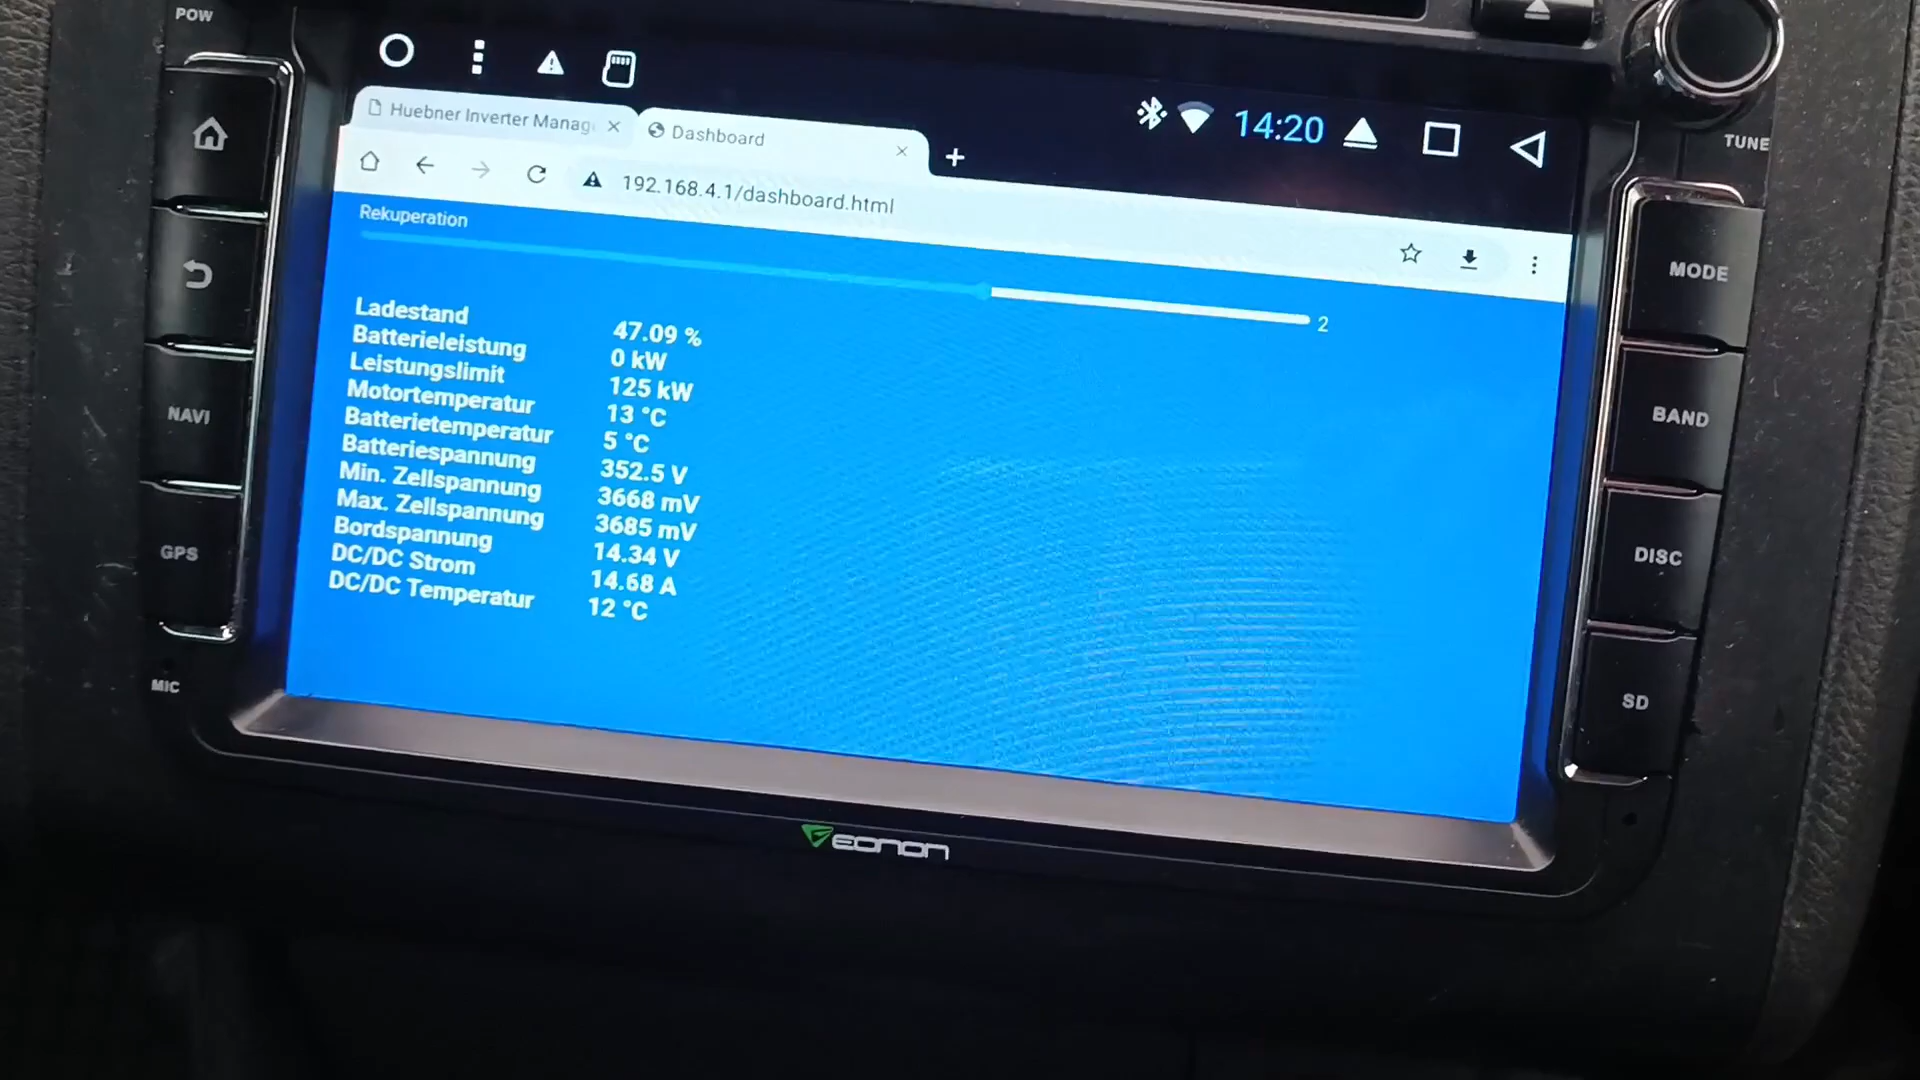 POW
14:20
TUNE
Huebner Inverter Manag
Dashboard
192.168.4.1/dashboard.html
Rekuperation
2
Ladestand 47.09 %
Batterieleistung 0 kW
Leistungslimit 125 kW
Motortemperatur 13 °C
Batterietemperatur 5 °C
Batteriespannung 352.5 V
Min. Zellspannung 3668 mV
Max. Zellspannung 3685 mV
Bordspannung 14.34 V
DC/DC Strom 14.68 A
DC/DC Temperatur 12 °C
NAVI
GPS
MIC
MODE
BAND
DISC
SD
EONON